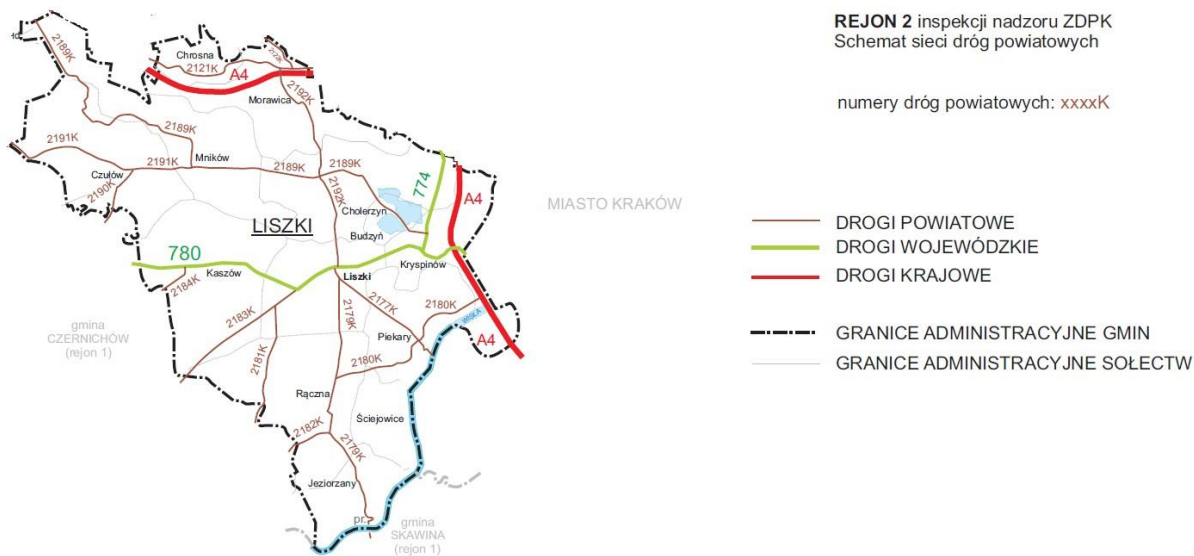 REJON 2 inspekcji nadzoru ZDPK
Schemat sieci dróg powiatowych
numery dróg powiatowych: xxxxK
MIASTO KRAKÓW
DROGI POWIATOWE
DROGI WOJEWÓDZKIE
DROGI KRAJOWE
GRANICE ADMINISTRACYJNE GMIN
GRANICE ADMINISTRACYJNE SOŁECTW
2189K
Chrosna
2121K
A4
Morawica
2192K
2189K
2191K
2191K
Mników
2189K
2189K
Czułów
2190K
2192K
774
A4
Cholerzyn
LISZKI
Budzyń
780
Kaszów
Kryspinów
Liszki
2184K
2183K
2179K
2177K
2180K
WISŁA
gmina
CZERNICHÓW
(rejon 1)
Piekary
A4
2181K
2180K
Rączna
Ściejowice
2182K
2179K
Jeziorzany
pr.
gmina
SKAWINA
(rejon 1)